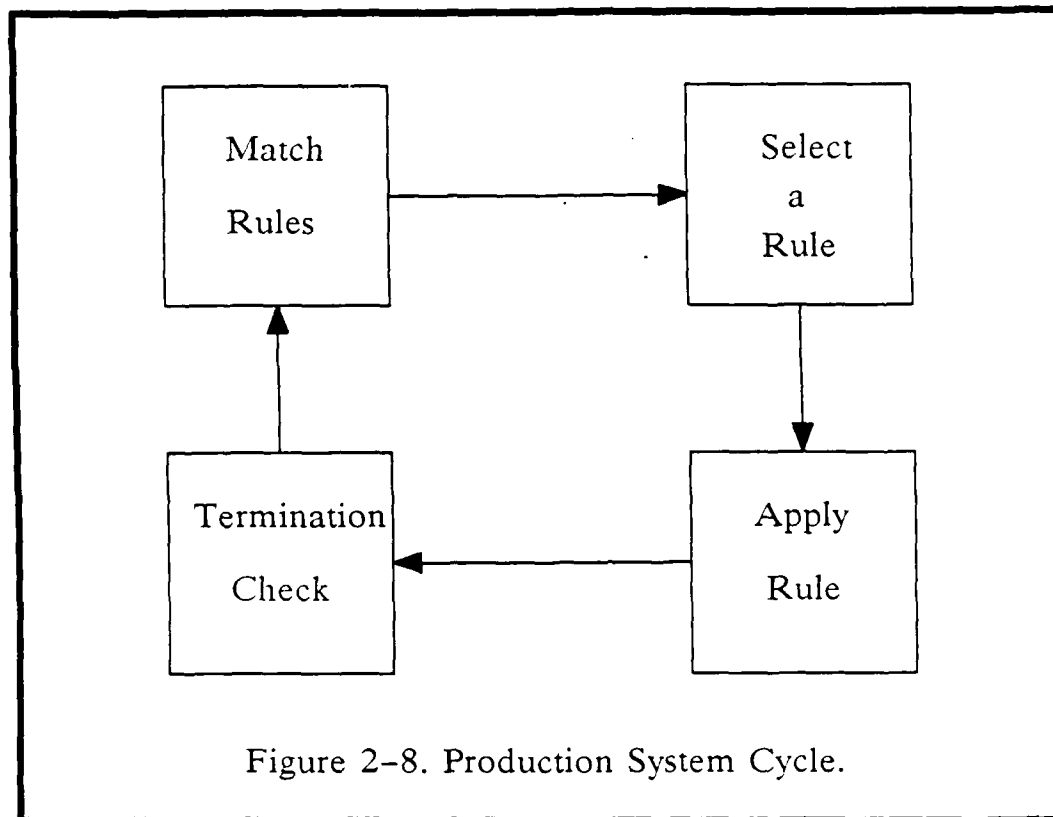 Match
Rules
Select
a
Rule
Termination
Check
Apply
Rule
Figure 2-8. Production System Cycle.